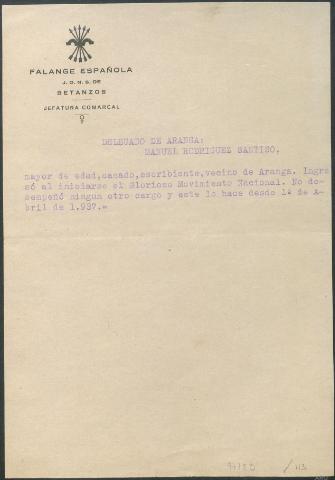 FALANGE ESPAÑOLA
J.O.N.S. DE
BETANZOS
JEFATURA COMARCAL
DELEGADO DE ARANGA:
MANUEL RODRIGUEZ SANTISO.
mayor de edad,casado,escribiente,vecino de Aranga. Ingre
só al iniciarse el Glorioso Movimiento Nacional. No de-
sempeñó ningun otro cargo y este lo hace desde 1º de A-
bril de 1.937.=
/113